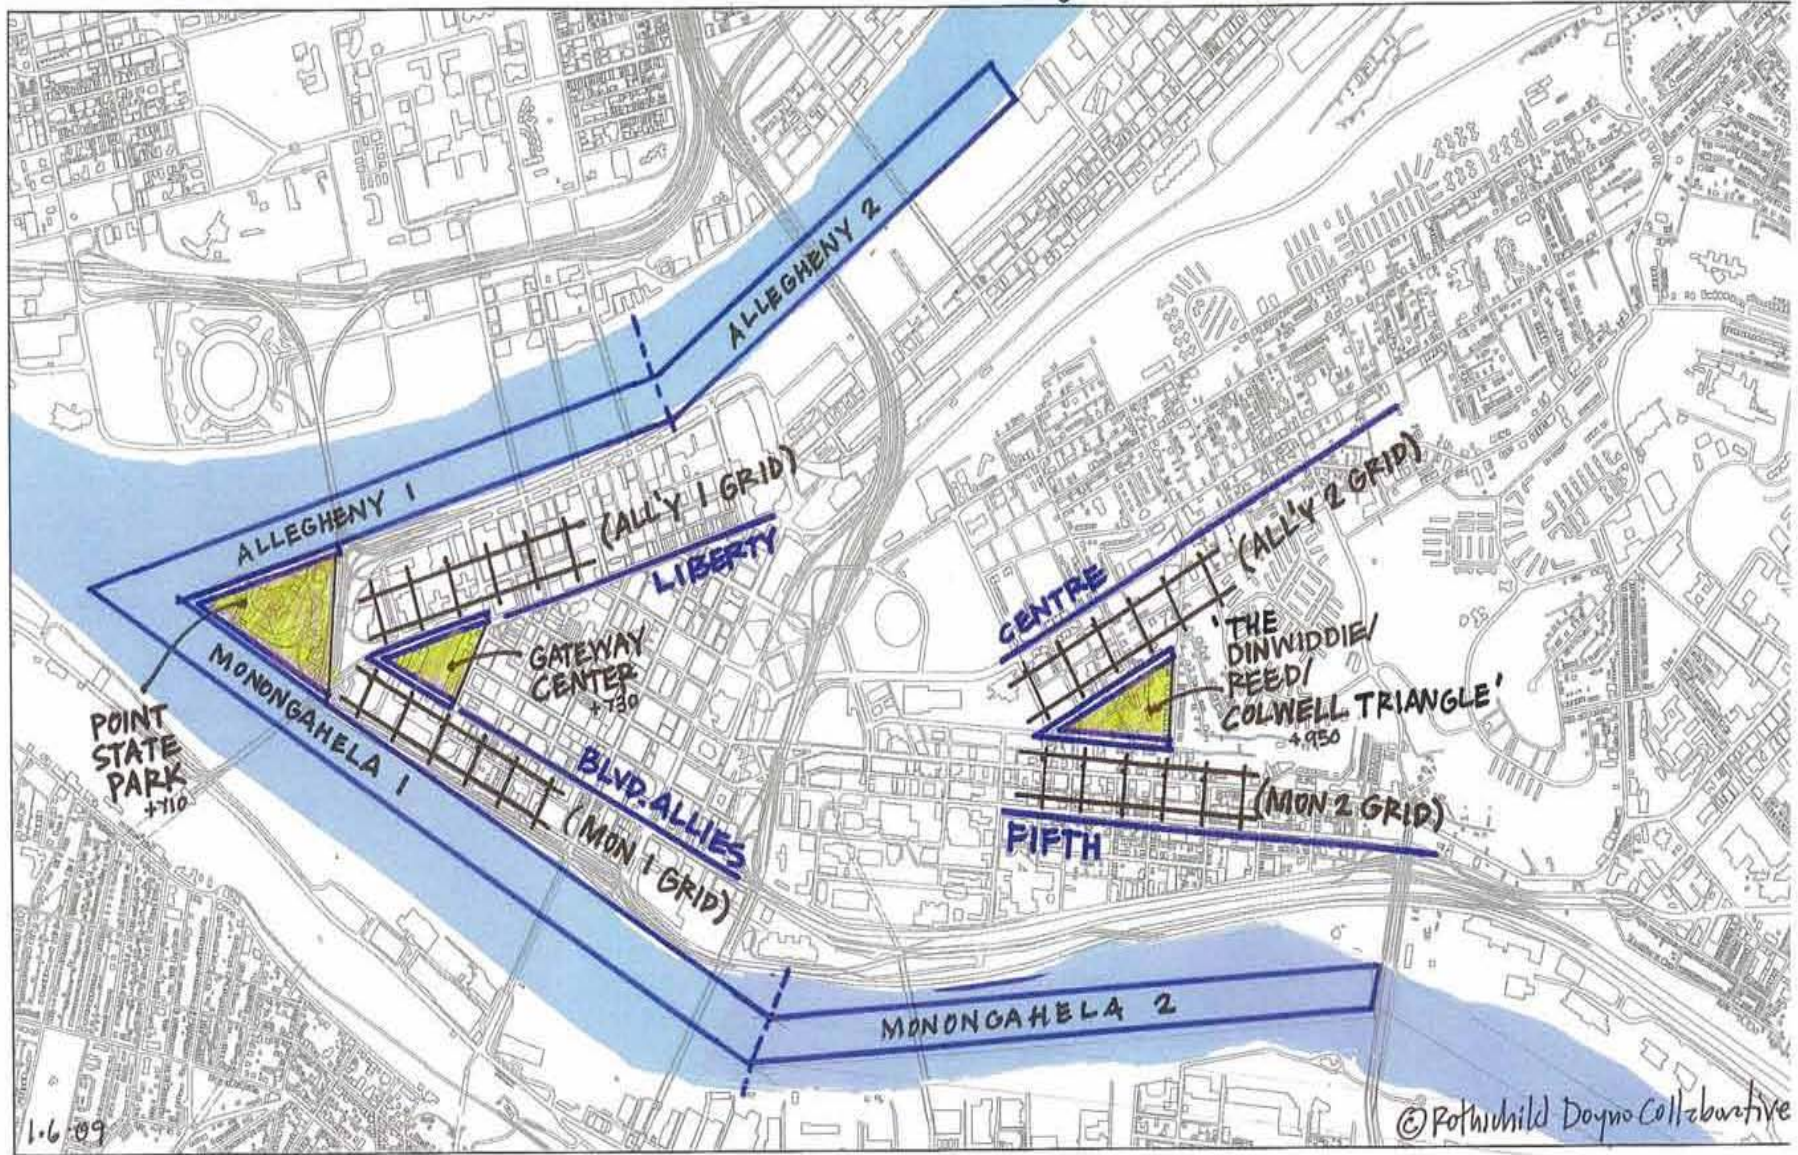 ALLEGHENY 2
ALLEGHENY 1
(ALL'Y 1 GRID)
LIBERTY
(ALL'Y 2 GRID)
CENTRE
'THE
DINWIDDIE/
REED/
COLWELL TRIANGLE'
+950
GATEWAY
CENTER
+730
POINT
STATE
PARK
+710
MONONGAHELA 1
BLVD. ALLIES
(MON 1 GRID)
(MON 2 GRID)
FIFTH
MONONGAHELA 2
1.6.09
© Rothschild Doyno Collaborative